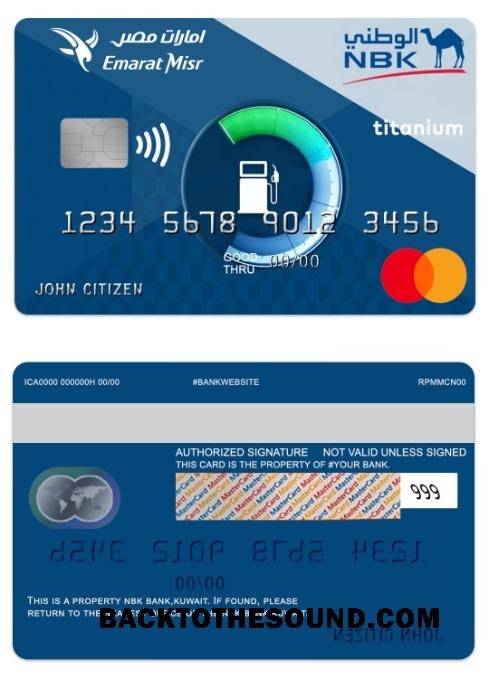 امارات مصر
Emarat Misr
الوطني
NBK
titanium
1234 5678 9012 3456
GOOD THRU 00/00
JOHN CITIZEN
ICA0000 000000H 00/00 #BANKWEBSITE RPMMCN00
AUTHORIZED SIGNATURE NOT VALID UNLESS SIGNED
THIS CARD IS THE PROPERTY OF #YOUR BANK.
MasterCard MasterCard MasterCard
999
1234 5678 9012 3456
00/00
THIS IS A PROPERTY NBK BANK,KUWAIT. IF FOUND, PLEASE
RETURN TO THE
BACKTOTHESOUND.COM
JOHN CITIZEN